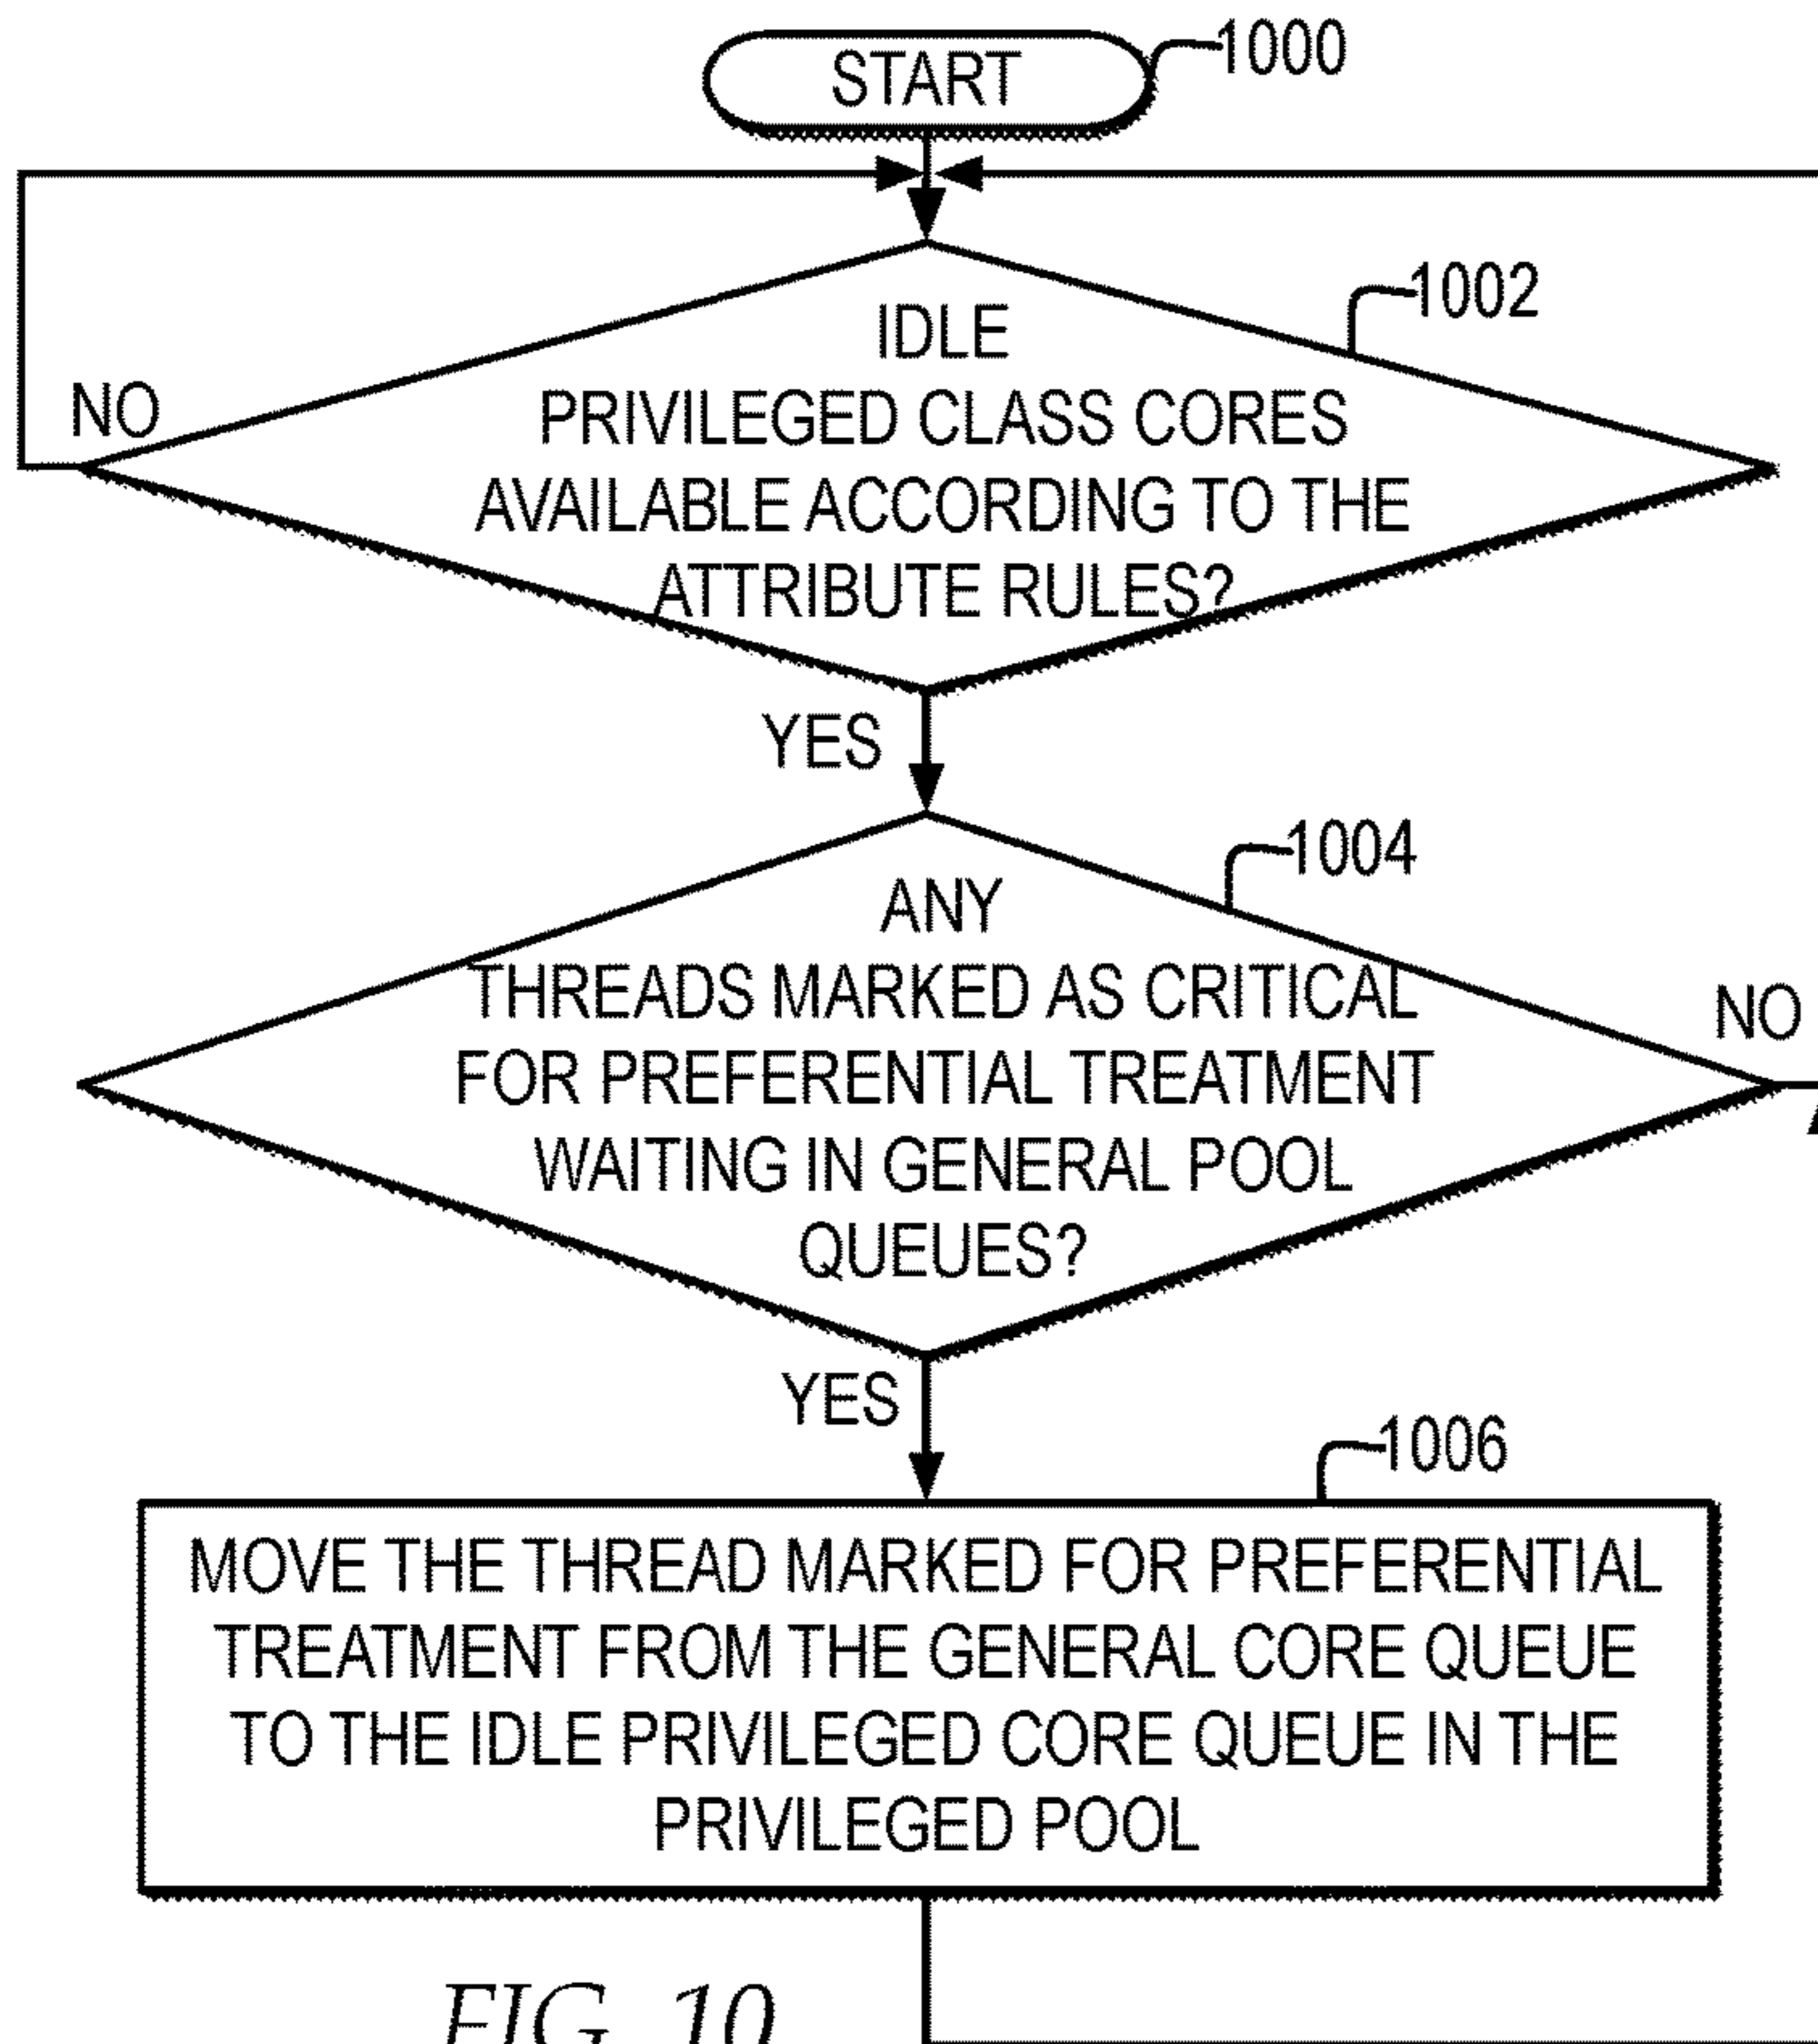 START
1000
1002
IDLE
PRIVILEGED CLASS CORES
AVAILABLE ACCORDING TO THE
ATTRIBUTE RULES?
NO
YES
1004
ANY
THREADS MARKED AS CRITICAL
FOR PREFERENTIAL TREATMENT
WAITING IN GENERAL POOL
QUEUES?
NO
YES
1006
MOVE THE THREAD MARKED FOR PREFERENTIAL
TREATMENT FROM THE GENERAL CORE QUEUE
TO THE IDLE PRIVILEGED CORE QUEUE IN THE
PRIVILEGED POOL
FIG. 10